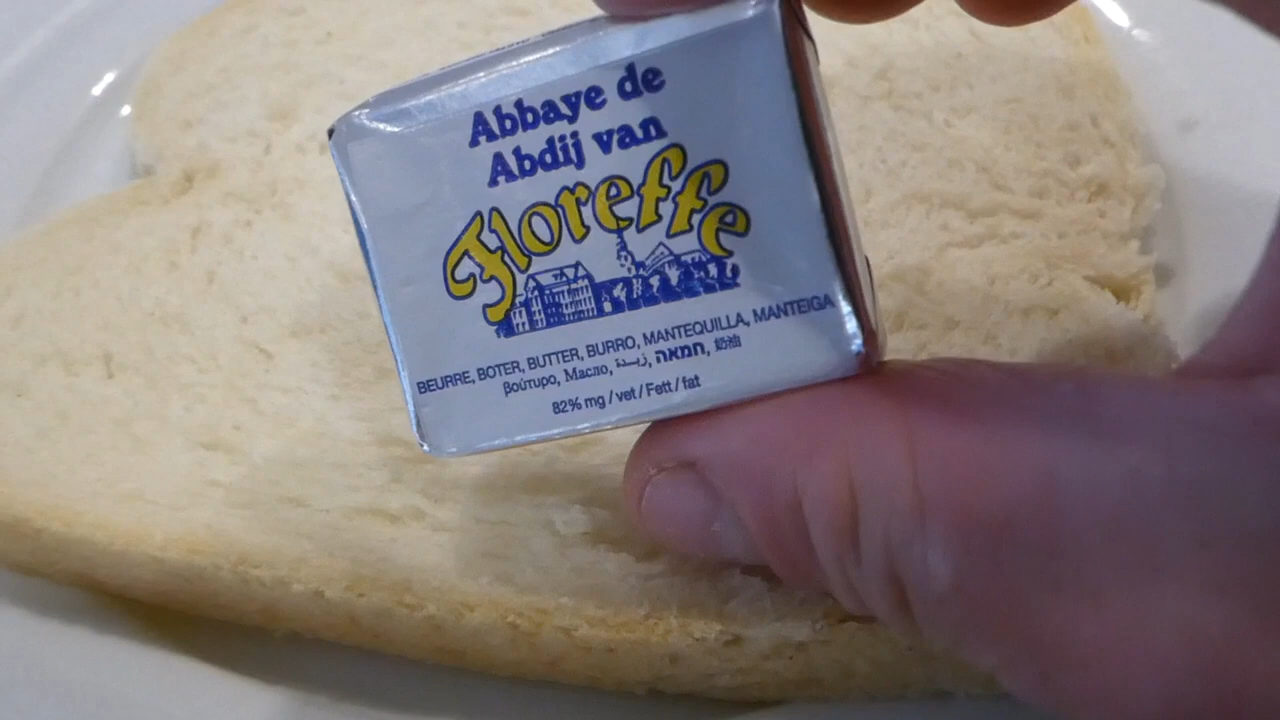 Abbaye de
Abdij van
Floreffe
BEURRE, BOTER, BUTTER, BURRO, MANTEQUILLA, MANTEIGA
βούτυρο, Масло, زبـدة, חמאה, 奶油
82% mg / vet / Fett / fat